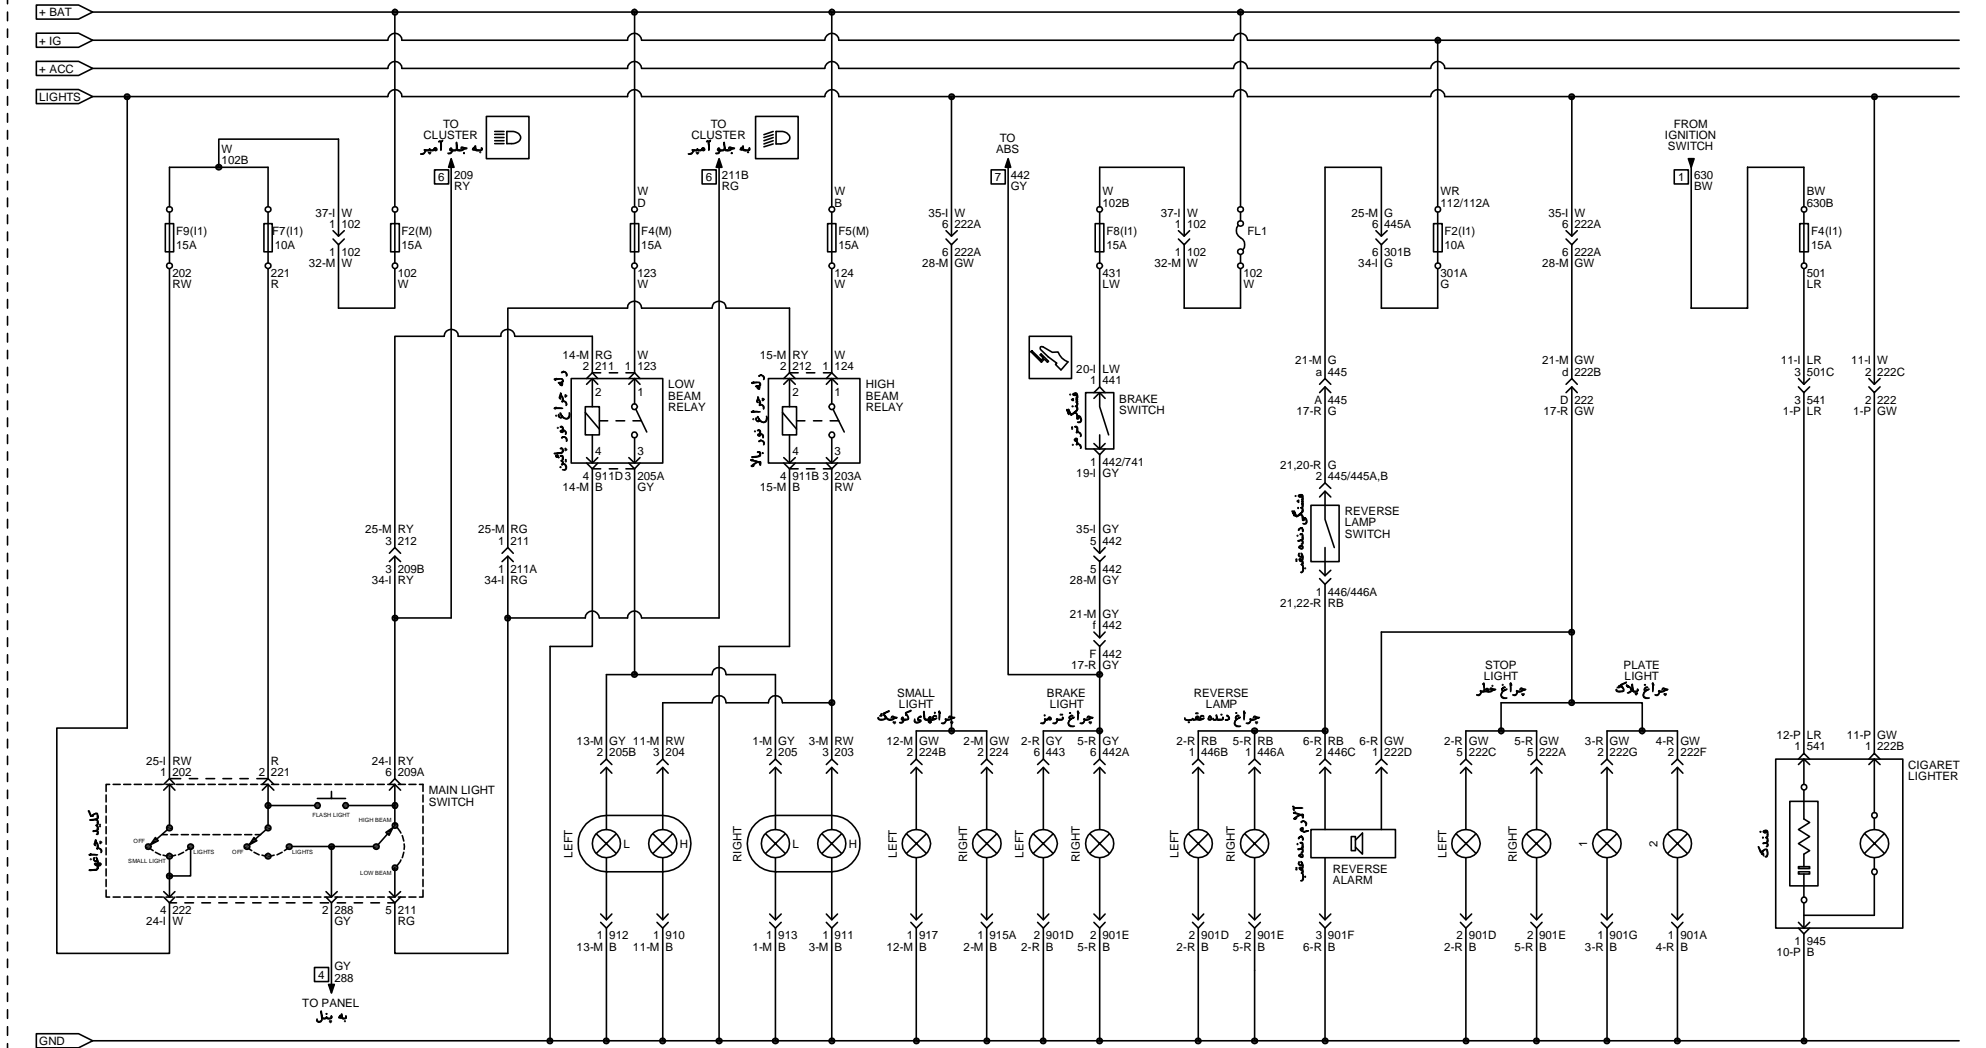 + BAT
+ IG
+ ACC
LIGHTS
TO
CLUSTER
به جلو آمپر
6 209
RY
TO
CLUSTER
به جلو آمپر
6 211B
RG
TO
ABS
7 442
GY
FROM
IGNITION
SWITCH
1 630
BW
W
102B
F9(I1)
15A
202
RW
F7(I1)
10A
221
R
37-I W
1 102
1 102
32-M W
F2(M)
15A
102
W
W
D
F4(M)
15A
123
W
W
B
F5(M)
15A
124
W
35-I W
6 222A
6 222A
28-M GW
W
102B
F8(I1)
15A
431
LW
37-I W
1 102
1 102
32-M W
FL1
102
W
25-M G
6 445A
6 301B
34-I G
WR
112/112A
F2(I1)
10A
301A
G
35-I W
6 222A
6 222A
28-M GW
BW
630B
F4(I1)
15A
501
LR
14-M RG
2 211
W
1 123
2
1
4
3
LOW
BEAM
RELAY
رله چراغ نور پائین
4 911D
14-M B
3 205A
GY
15-M RY
2 212
W
1 124
2
1
4
3
HIGH
BEAM
RELAY
رله چراغ نور بالا
4 911B
15-M B
3 203A
RW
20-I LW
1 441
BRAKE
SWITCH
فشنگی ترمز
1 442/741
19-I GY
21-M G
a 445
A 445
17-R G
21-M GW
d 222B
D 222
17-R GW
11-I LR
3 501C
3 541
1-P LR
11-I W
2 222C
2 222
1-P GW
21,20-R G
2 445/445A,B
REVERSE
LAMP
SWITCH
فشنگی دنده عقب
1 446/446A
21,22-R RB
25-M RY
3 212
3 209B
34-I RY
25-M RG
1 211
1 211A
34-I RG
35-I GY
5 442
5 442
28-M GY
21-M GY
f 442
F 442
17-R GY
SMALL
LIGHT
چراغهای کوچک
BRAKE
LIGHT
چراغ ترمز
REVERSE
LAMP
چراغ دنده عقب
STOP
LIGHT
چراغ خطر
PLATE
LIGHT
چراغ پلاک
25-I RW
1 202
R
2 221
24-I RY
6 209A
13-M GY
2 205B
11-M RW
3 204
1-M GY
2 205
3-M RW
3 203
12-M GW
2 224B
2-M GW
2 224
2-R GY
6 443
5-R GY
6 442A
2-R RB
1 446B
5-R RB
1 446A
6-R RB
2 446C
6-R GW
1 222D
2-R GW
5 222C
5-R GW
5 222A
3-R GW
2 222G
4-R GW
2 222F
12-P LR
1 541
11-P GW
1 222B
MAIN LIGHT
SWITCH
کلید چراغها
OFF
SMALL LIGHT
LIGHTS
OFF
LIGHTS
FLASH LIGHT
HIGH BEAM
LOW BEAM
LEFT
L
H
RIGHT
L
H
LEFT
RIGHT
LEFT
RIGHT
LEFT
RIGHT
آلارم دنده عقب
REVERSE
ALARM
LEFT
RIGHT
1
2
CIGARET
LIGHTER
فندک
4 222
24-I W
2 288
GY
5 211
RG
1 912
13-M B
1 910
11-M B
1 913
1-M B
1 911
3-M B
1 917
12-M B
1 915A
2-M B
2 901D
2-R B
2 901E
5-R B
2 901D
2-R B
2 901E
5-R B
3 901F
6-R B
2 901D
2-R B
2 901E
5-R B
1 901G
3-R B
1 901A
4-R B
1 945
10-P B
4 GY
288
TO PANEL
به پنل
GND